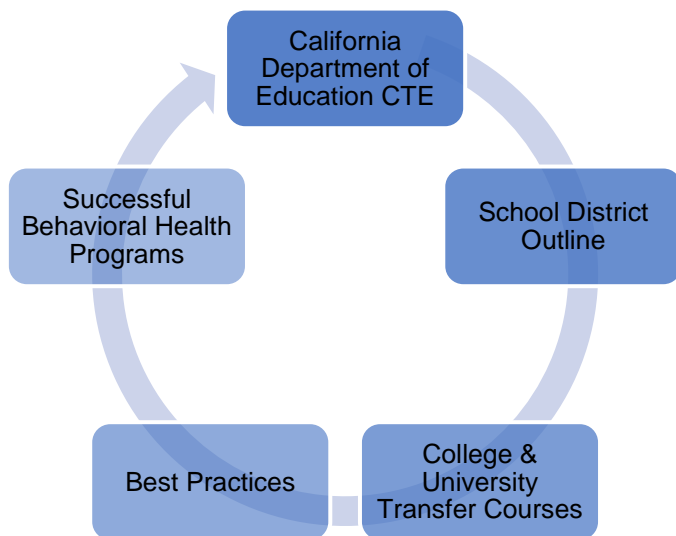 California
Department of
Education CTE
School District
Outline
College &
University
Transfer Courses
Best Practices
Successful
Behavioral Health
Programs